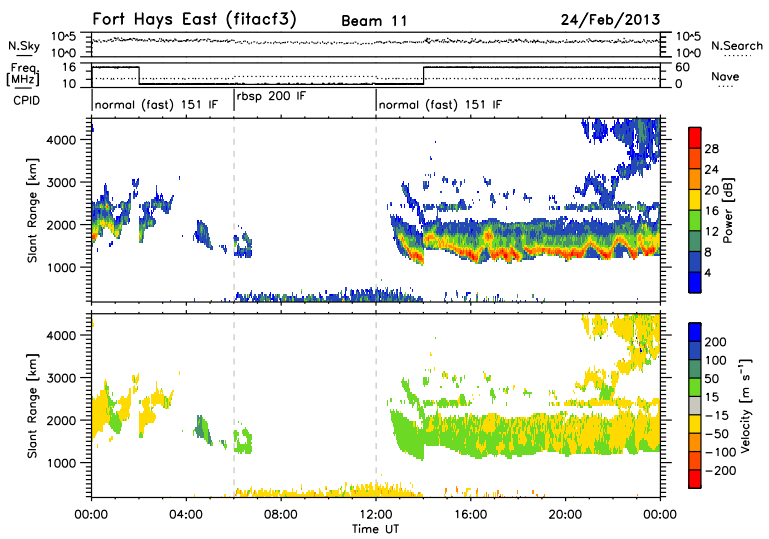 Fort Hays East (fitacf3) Beam 11 24/Feb/2013
N.Sky 10^5 10^0 10^5 10^0 N.Search
Freq. [MHz] 16 10 60 0 Nave
CPID normal (fast) 151 IF rbsp 200 IF normal (fast) 151 IF
Slant Range [km]
4000
3000
2000
1000
Power [dB]
28
24
20
16
12
8
4
Slant Range [km]
4000
3000
2000
1000
Velocity [m s⁻¹]
200
100
50
15
-15
-50
-100
-200
00:00 04:00 08:00 12:00 16:00 20:00 00:00
Time UT